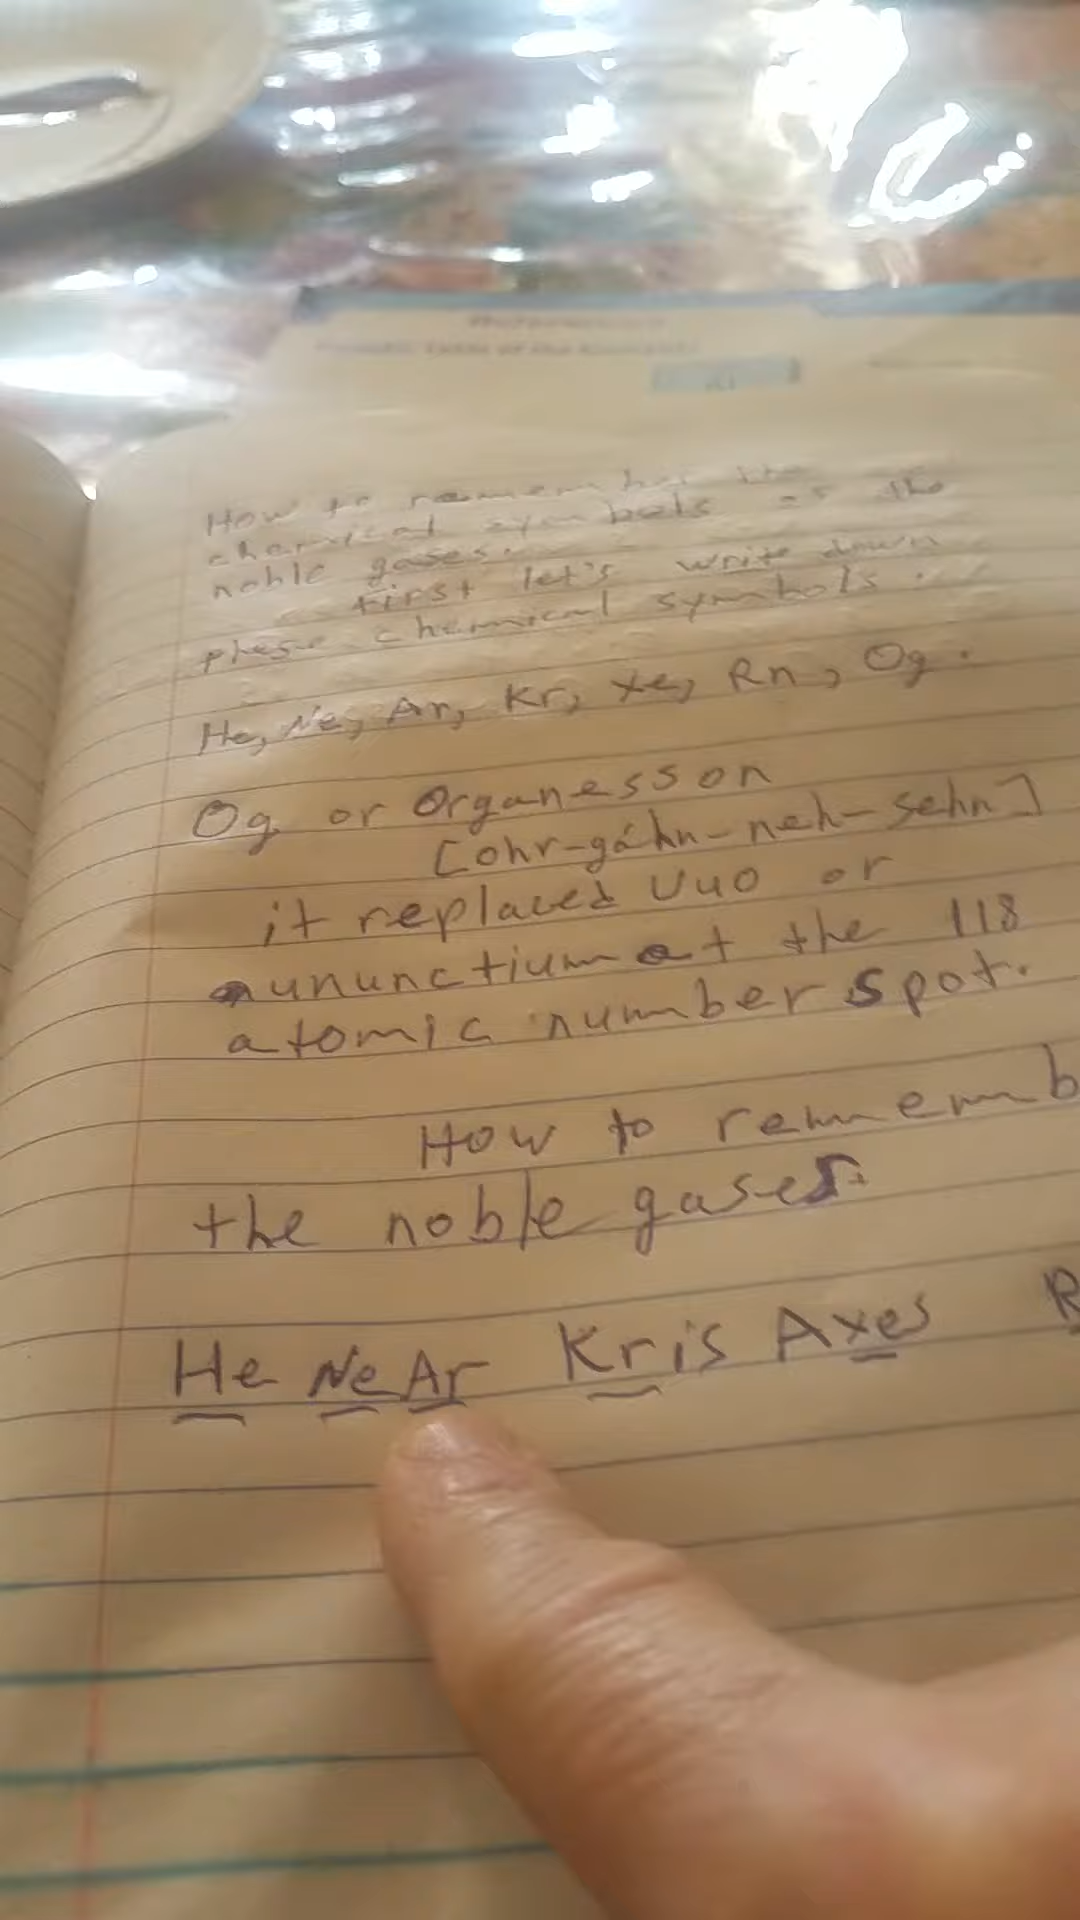 How to remember the
chemical symbols of the
noble gases.
first let's write down
these chemical symbols.
He, Ne, Ar, Kr, Xe, Rn, Og.
Og or Organesson
[ohr-gáhn-neh-sehn]
it replaced Uuo or
ununctium at the 118
atomic number spot.
How to rememb
the noble gases.
He Ne Ar Kris Axes R